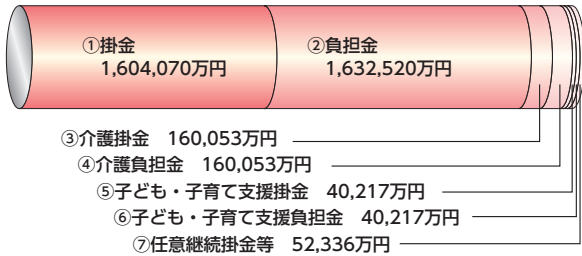 ①掛金
1,604,070万円
②負担金
1,632,520万円
③介護掛金 160,053万円
④介護負担金 160,053万円
⑤子ども・子育て支援掛金 40,217万円
⑥子ども・子育て支援負担金 40,217万円
⑦任意継続掛金等 52,336万円